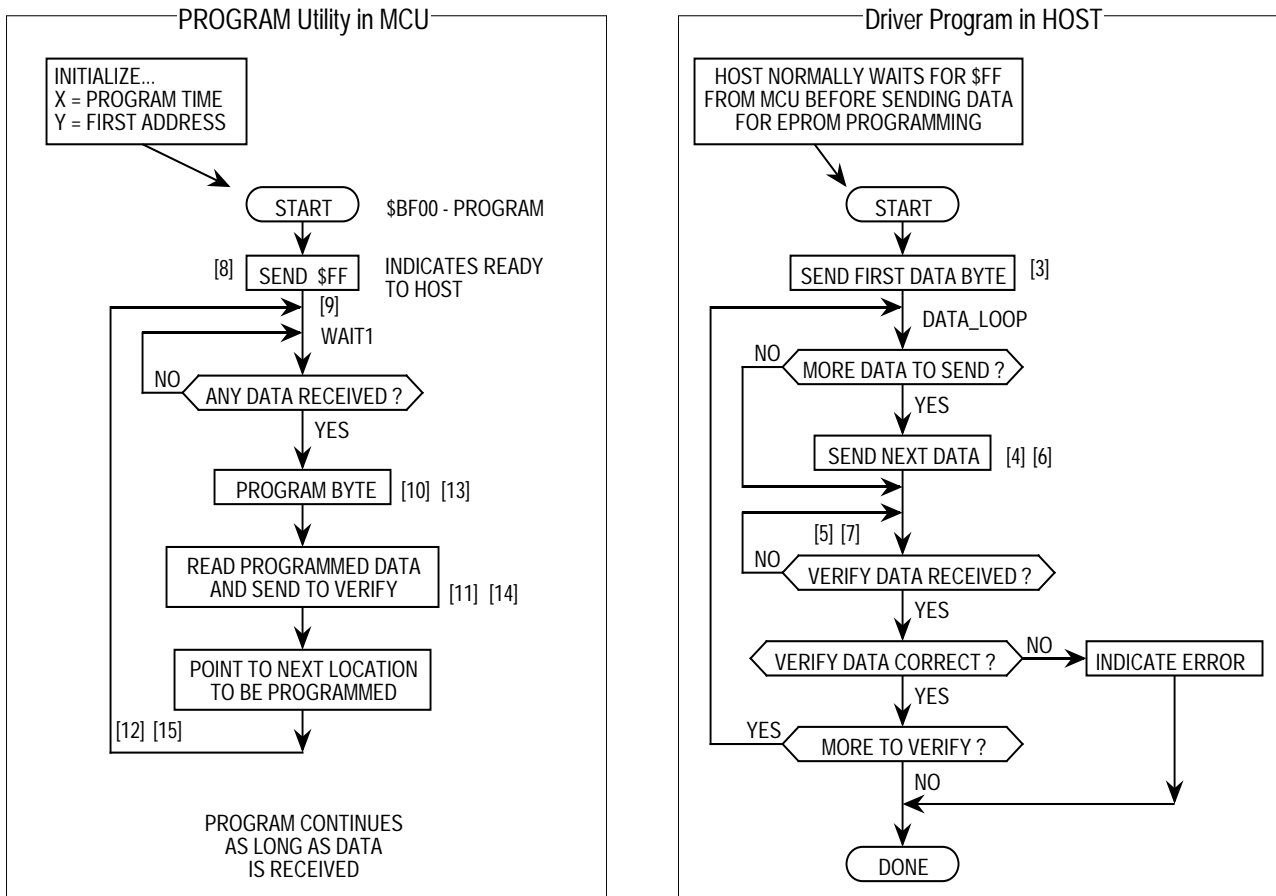 PROGRAM Utility in MCU
INITIALIZE...
X = PROGRAM TIME
Y = FIRST ADDRESS
START
$BF00 - PROGRAM
[8]
SEND $FF
INDICATES READY
TO HOST
[9]
WAIT1
NO
ANY DATA RECEIVED ?
YES
PROGRAM BYTE
[10] [13]
READ PROGRAMMED DATA
AND SEND TO VERIFY
[11] [14]
POINT TO NEXT LOCATION
TO BE PROGRAMMED
[12] [15]
PROGRAM CONTINUES
AS LONG AS DATA
IS RECEIVED
Driver Program in HOST
HOST NORMALLY WAITS FOR $FF
FROM MCU BEFORE SENDING DATA
FOR EPROM PROGRAMMING
START
SEND FIRST DATA BYTE
[3]
DATA_LOOP
NO
MORE DATA TO SEND ?
YES
SEND NEXT DATA
[4] [6]
[5] [7]
NO
VERIFY DATA RECEIVED ?
YES
VERIFY DATA CORRECT ?
NO
INDICATE ERROR
YES
YES
MORE TO VERIFY ?
NO
DONE